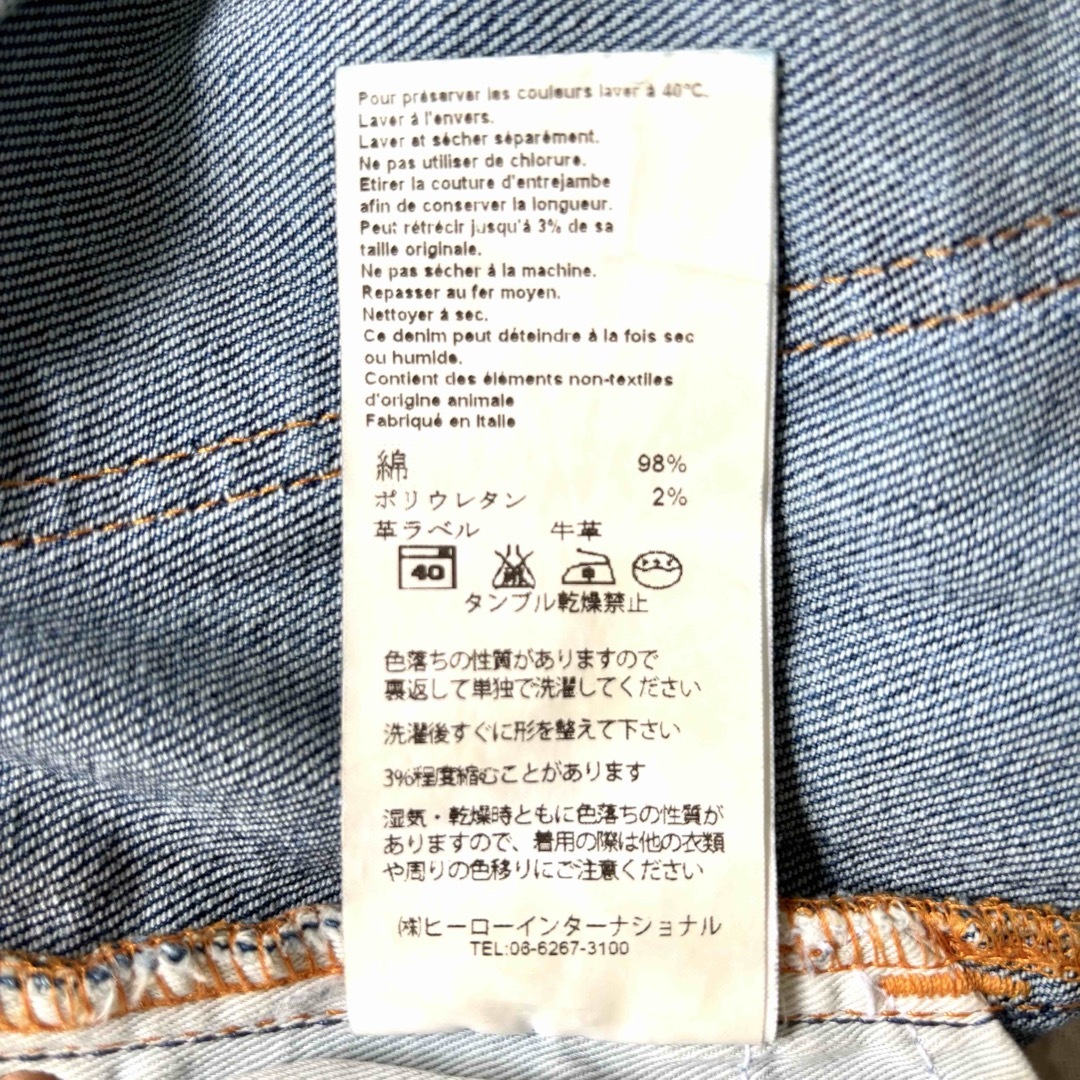 Pour préserver les couleurs laver à 40°C.
Laver à l'envers.
Laver et sécher séparément.
Ne pas utiliser de chlorure.
Etirer la couture d'entrejambe
afin de conserver la longueur.
Peut rétrécir jusqu'à 3% de sa
taille originale.
Ne pas sécher à la machine.
Repasser au fer moyen.
Nettoyer à sec.
Ce denim peut déteindre à la fois sec
ou humide.
Contient des éléments non-textiles
d'origine animale
Fabriqué en Italie
綿 98%
ポリウレタン 2%
革ラベル 牛革
40 中
タンブル乾燥禁止
色落ちの性質がありますので
裏返して単独で洗濯してください
洗濯後すぐに形を整えて下さい
3%程度縮むことがあります
湿気・乾燥時ともに色落ちの性質が
ありますので、着用の際は他の衣類
や周りの色移りにご注意ください
㈱ヒーローインターナショナル
TEL:06-6267-3100